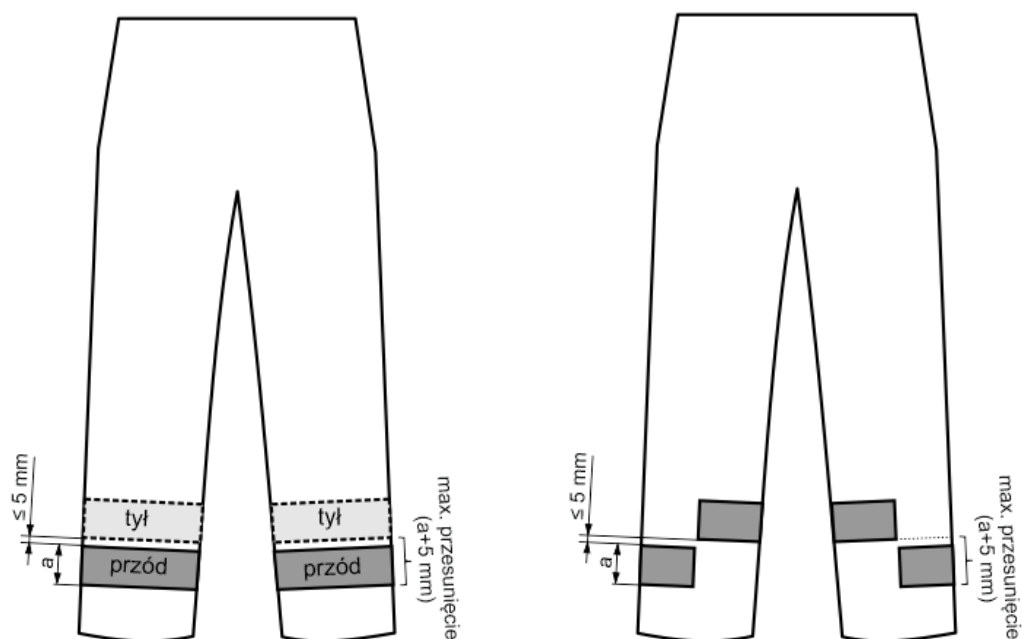 ≤ 5 mm
a
tył
tył
przód
przód
max. przesunięcie
(a+5 mm)
≤ 5 mm
a
max. przesunięcie
(a+5 mm)